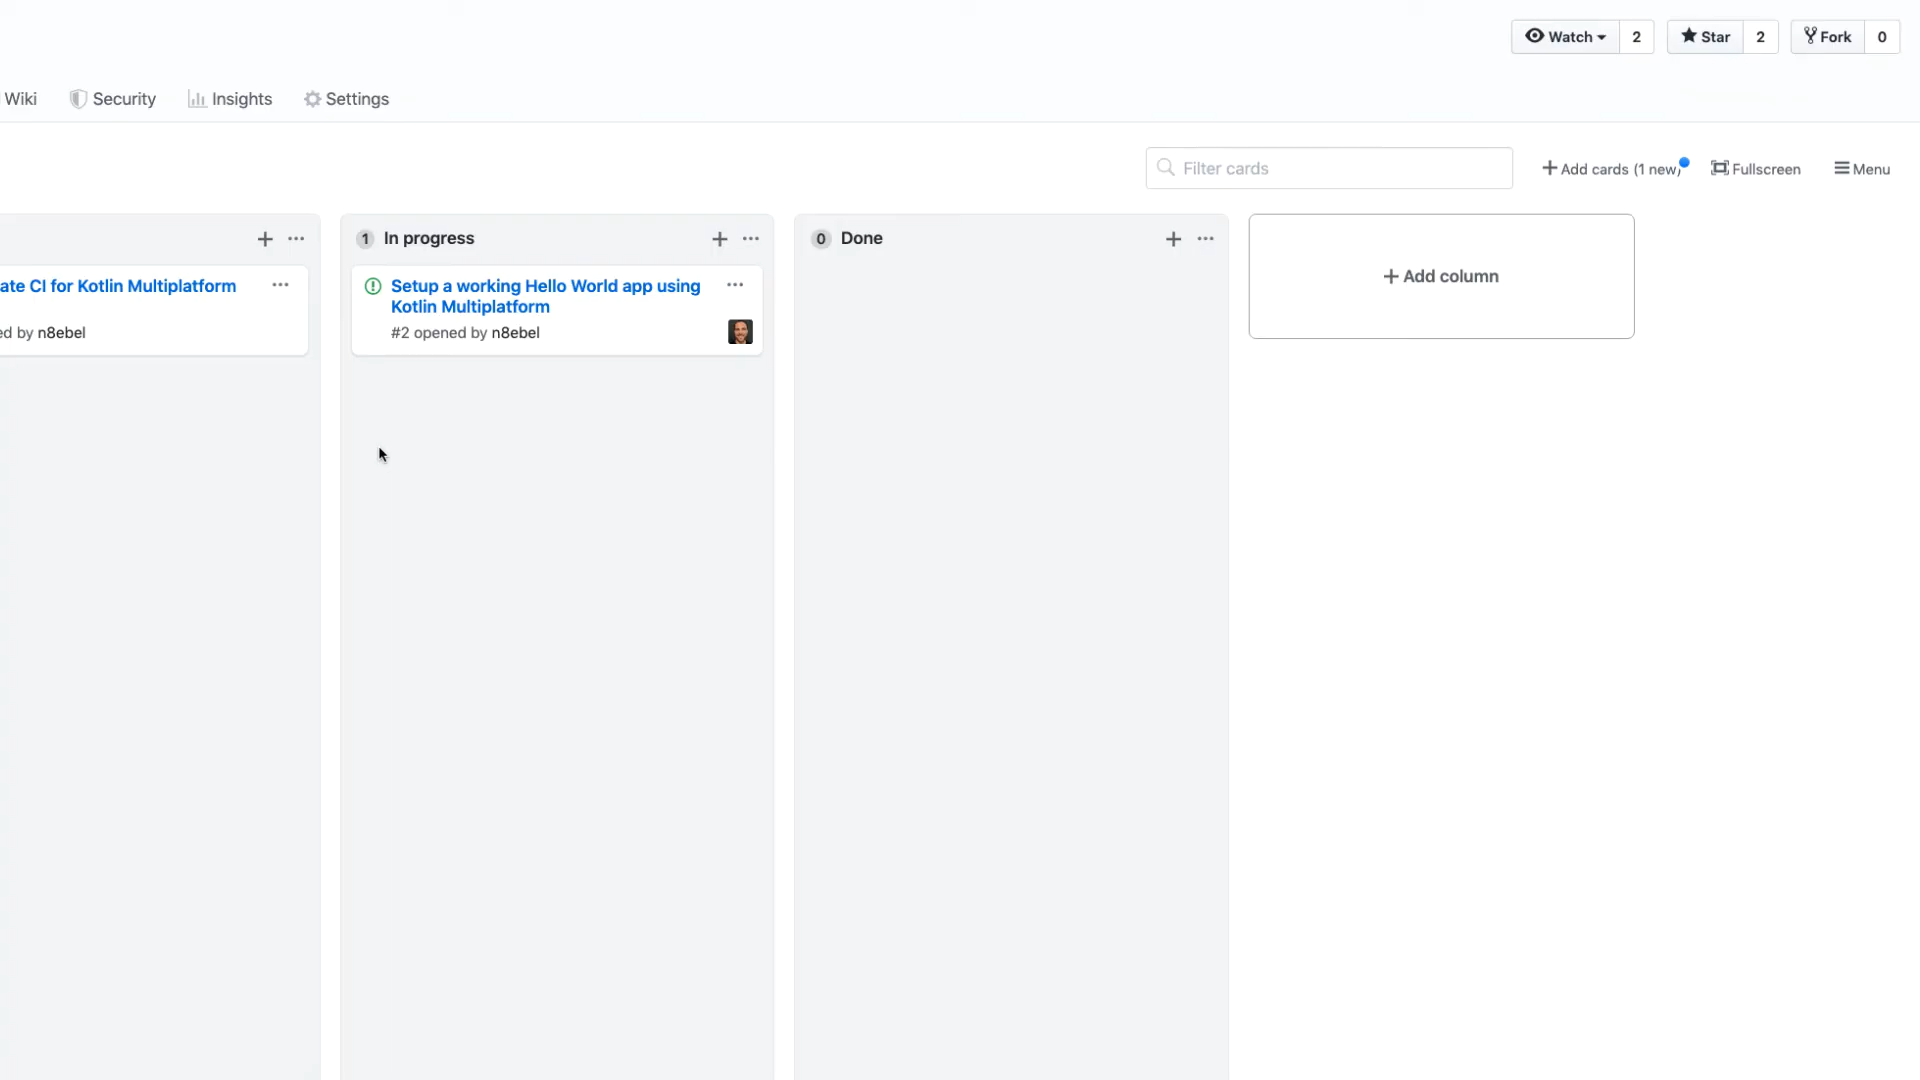 Watch 2 Star 2 Fork 0
Wiki Security Insights Settings
Filter cards Add cards (1 new) Fullscreen Menu
1 In progress
0 Done
Add column
ate CI for Kotlin Multiplatform
ed by n8ebel
Setup a working Hello World app using
Kotlin Multiplatform
#2 opened by n8ebel